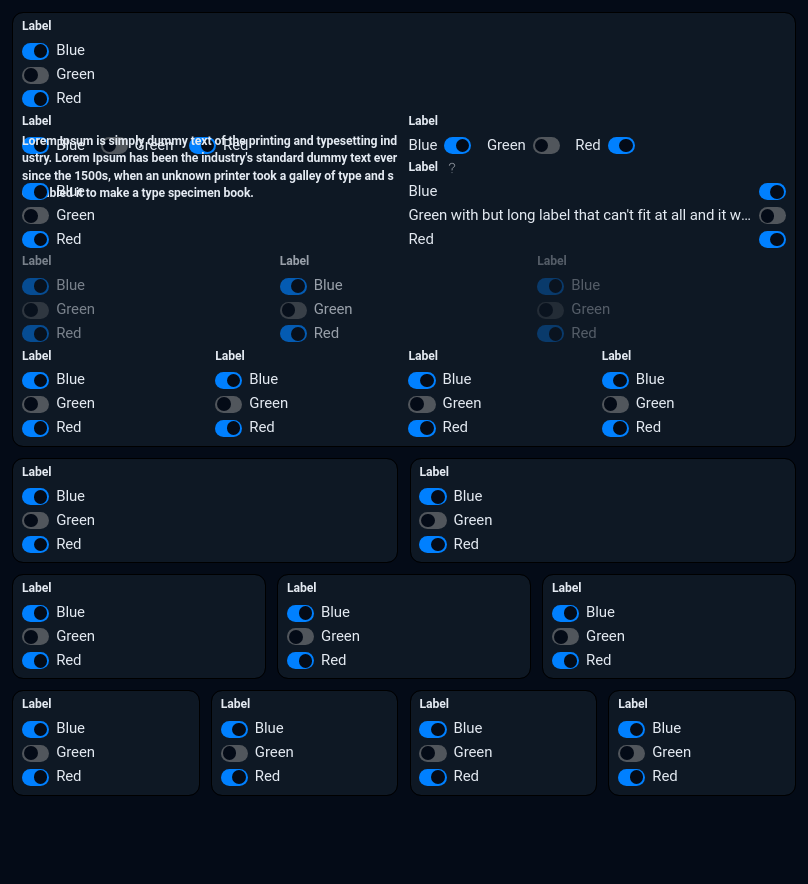 Label
Blue
Green
Red
Label
Label
Blue Green Red
Blue Green Red
Lorem Ipsum is simply dummy text of the printing and typesetting ind
ustry. Lorem Ipsum has been the industry's standard dummy text ever
since the 1500s, when an unknown printer took a galley of type and s
it to make a type specimen book.
Label ?
Blue
Blue
Green
Green with but long label that can't fit at all and it w...
Red
Red
Label Label Label
Blue Blue Blue
Green Green Green
Red Red Red
Label Label Label Label
Blue Blue Blue Blue
Green Green Green Green
Red Red Red Red
Label Label
Blue Blue
Green Green
Red Red
Label Label Label
Blue Blue Blue
Green Green Green
Red Red Red
Label Label Label Label
Blue Blue Blue Blue
Green Green Green Green
Red Red Red Red